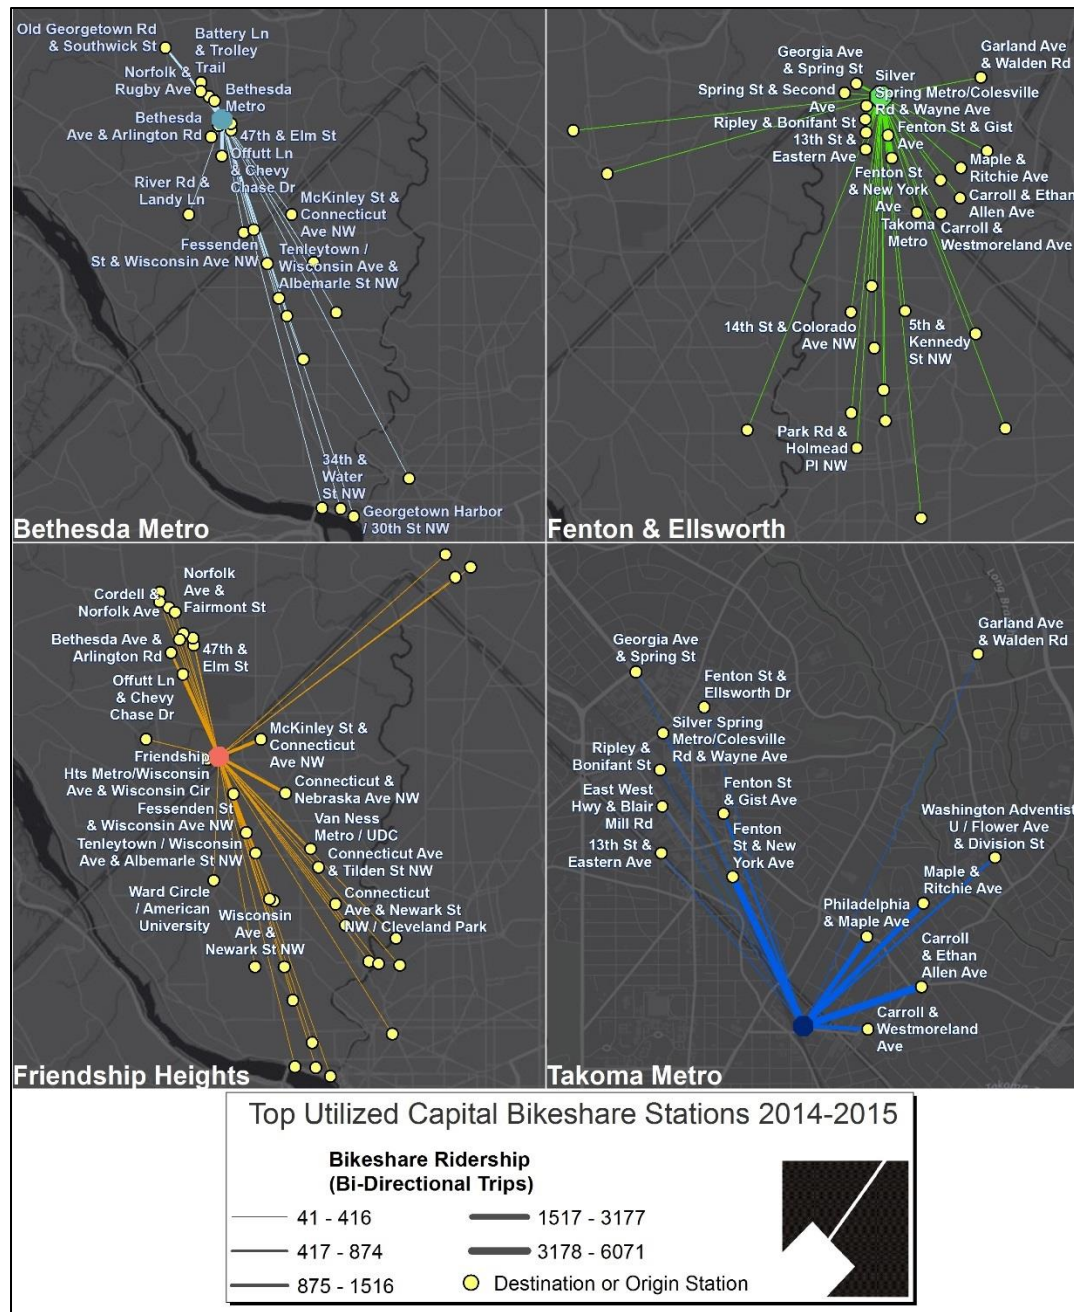 Old Georgetown Rd
& Southwick St
Battery Ln
& Trolley
Trail
Norfolk &
Rugby Ave
Bethesda
Metro
Bethesda
Ave & Arlington Rd
47th & Elm St
Offutt Ln
& Chevy
Chase Dr
River Rd &
Landy Ln
McKinley St &
Connecticut
Ave NW
Fessenden
St & Wisconsin Ave NW
Tenleytown /
Wisconsin Ave &
Albemarle St NW
34th &
Water
St NW
Georgetown Harbor
/ 30th St NW
Bethesda Metro
Georgia Ave
& Spring St
Garland Ave
& Walden Rd
Spring St & Second
Ave
Silver
Spring Metro/Colesville
Rd & Wayne Ave
Ripley & Bonifant St
13th St &
Eastern Ave
Fenton St & Gist
Ave
Fenton St
& New York
Ave
Maple &
Ritchie Ave
Carroll & Ethan
Allen Ave
Takoma
Metro
Carroll &
Westmoreland Ave
14th St & Colorado
Ave NW
5th &
Kennedy
St NW
Park Rd &
Holmead
Pl NW
Fenton & Ellsworth
Cordell &
Norfolk Ave
Norfolk
Ave &
Fairmont St
Bethesda Ave &
Arlington Rd
47th &
Elm St
Offutt Ln
& Chevy
Chase Dr
McKinley St &
Connecticut
Ave NW
Friendship
Hts Metro/Wisconsin
Ave & Wisconsin Cir
Connecticut &
Nebraska Ave NW
Fessenden St
& Wisconsin Ave NW
Van Ness
Metro / UDC
Tenleytown / Wisconsin
Ave & Albemarle St NW
Connecticut Ave
& Tilden St NW
Ward Circle
/ American
University
Wisconsin
Ave &
Newark St NW
Connecticut
Ave & Newark St
NW / Cleveland Park
Friendship Heights
Georgia Ave
& Spring St
Garland Ave
& Walden Rd
Long Br
Fenton St &
Ellsworth Dr
Silver Spring
Metro/Colesville
Rd & Wayne Ave
Ripley &
Bonifant St
East West
Hwy & Blair
Mill Rd
Fenton St
& Gist Ave
13th St &
Eastern Ave
Fenton
St & New
York Ave
Washington Adventist
U / Flower Ave
& Division St
Maple &
Ritchie Ave
Philadelphia
& Maple Ave
Carroll
& Ethan
Allen Ave
Carroll &
Westmoreland
Ave
Takoma
Takoma Metro
Top Utilized Capital Bikeshare Stations 2014-2015
Bikeshare Ridership
(Bi-Directional Trips)
41 - 416
417 - 874
875 - 1516
1517 - 3177
3178 - 6071
Destination or Origin Station